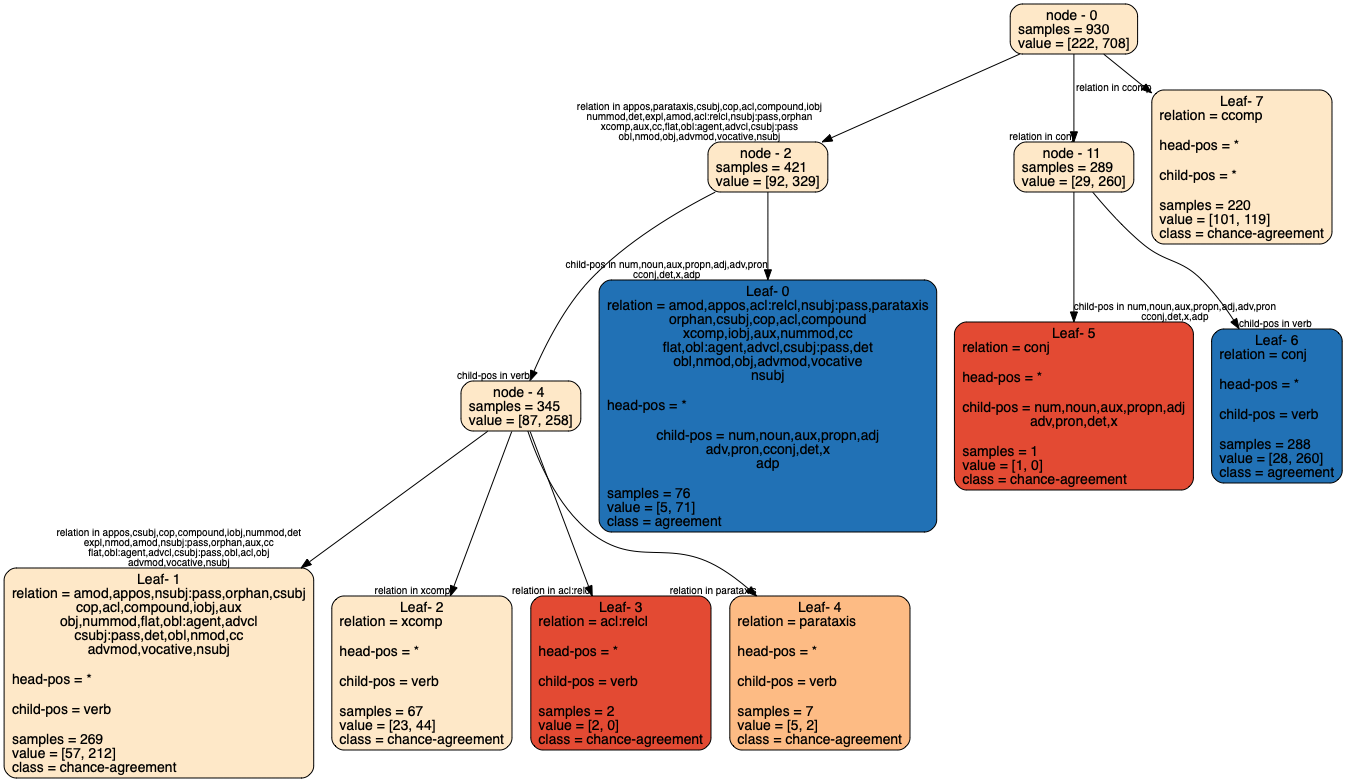 node - 0
samples = 930
value = [222, 708]
relation in ccomp
Leaf- 7
relation = ccomp
head-pos = *
child-pos = *
samples = 220
value = [101, 119]
class = chance-agreement
relation in appos,parataxis,csubj,cop,acl,compound,iobj
nummod,det,expl,amod,acl:relcl,nsubj:pass,orphan
xcomp,aux,cc,flat,obl:agent,advcl,csubj:pass
obl,nmod,obj,advmod,vocative,nsubj
node - 2
samples = 421
value = [92, 329]
relation in conj
node - 11
samples = 289
value = [29, 260]
child-pos in num,noun,aux,propn,adj,adv,pron
cconj,det,x,adp
Leaf- 0
relation = amod,appos,acl:relcl,nsubj:pass,parataxis
orphan,csubj,cop,acl,compound
xcomp,iobj,aux,nummod,cc
flat,obl:agent,advcl,csubj:pass,det
obl,nmod,obj,advmod,vocative
nsubj
head-pos = *
child-pos = num,noun,aux,propn,adj
adv,pron,cconj,det,x
adp
samples = 76
value = [5, 71]
class = agreement
child-pos in num,noun,aux,propn,adj,adv,pron
cconj,det,x,adp
Leaf- 5
relation = conj
head-pos = *
child-pos = num,noun,aux,propn,adj
adv,pron,det,x
samples = 1
value = [1, 0]
class = chance-agreement
child-pos in verb
Leaf- 6
relation = conj
head-pos = *
child-pos = verb
samples = 288
value = [28, 260]
class = agreement
child-pos in verb
node - 4
samples = 345
value = [87, 258]
relation in appos,csubj,cop,compound,iobj,nummod,det
expl,nmod,amod,nsubj:pass,orphan,aux,cc
flat,obl:agent,advcl,csubj:pass,obl,acl,obj
advmod,vocative,nsubj
Leaf- 1
relation = amod,appos,nsubj:pass,orphan,csubj
cop,acl,compound,iobj,aux
obj,nummod,flat,obl:agent,advcl
csubj:pass,det,obl,nmod,cc
advmod,vocative,nsubj
head-pos = *
child-pos = verb
samples = 269
value = [57, 212]
class = chance-agreement
relation in xcomp
Leaf- 2
relation = xcomp
head-pos = *
child-pos = verb
samples = 67
value = [23, 44]
class = chance-agreement
relation in acl:relcl
Leaf- 3
relation = acl:relcl
head-pos = *
child-pos = verb
samples = 2
value = [2, 0]
class = chance-agreement
relation in parataxis
Leaf- 4
relation = parataxis
head-pos = *
child-pos = verb
samples = 7
value = [5, 2]
class = chance-agreement